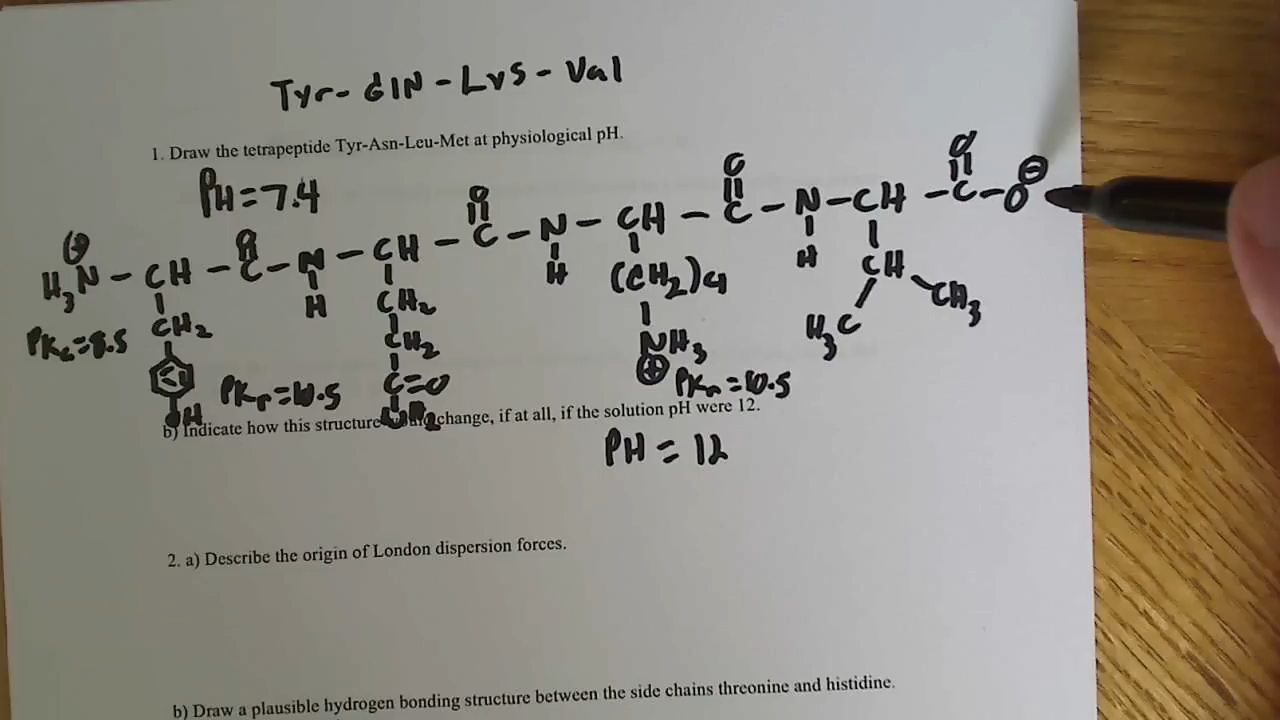 Tyr- GlN - Lys - Val
1. Draw the tetrapeptide Tyr-Asn-Leu-Met at physiological pH.
PH = 7.4
O O O O
H3N⊕ - CH - C - N - CH - C - N - CH - C - N - CH - C - O⊖
H H H
CH2 CH2 (CH2)4 CH
CH3
H3C
PKc=8.5
CH2 NH3
⊕
C=O
PKr=10.5 PKr=10.5
OH NH2
b) Indicate how this structure change, if at all, if the solution pH were 12.
PH = 12
2. a) Describe the origin of London dispersion forces.
b) Draw a plausible hydrogen bonding structure between the side chains threonine and histidine.